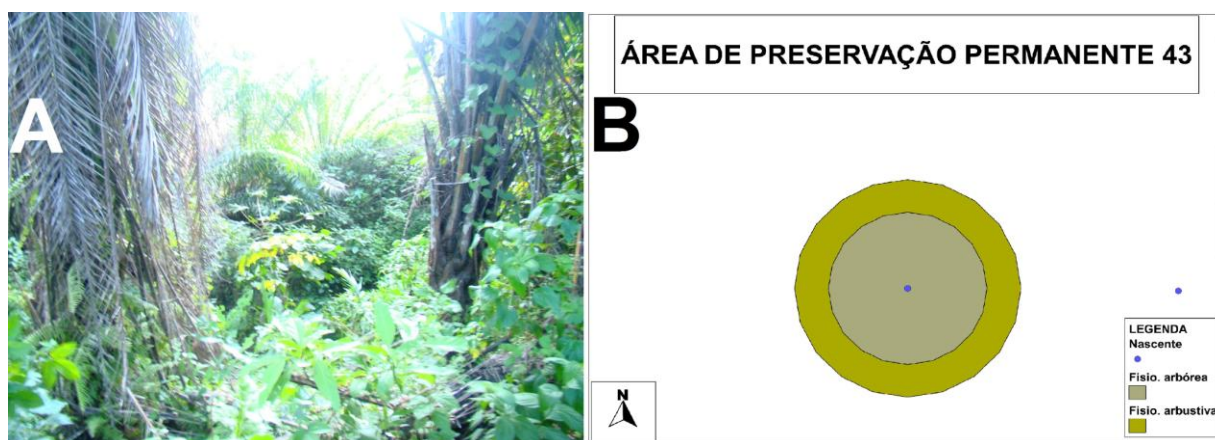 A
ÁREA DE PRESERVAÇÃO PERMANENTE 43
B
N
LEGENDA
Nascente
Fisio. arbórea
Fisio. arbustiva